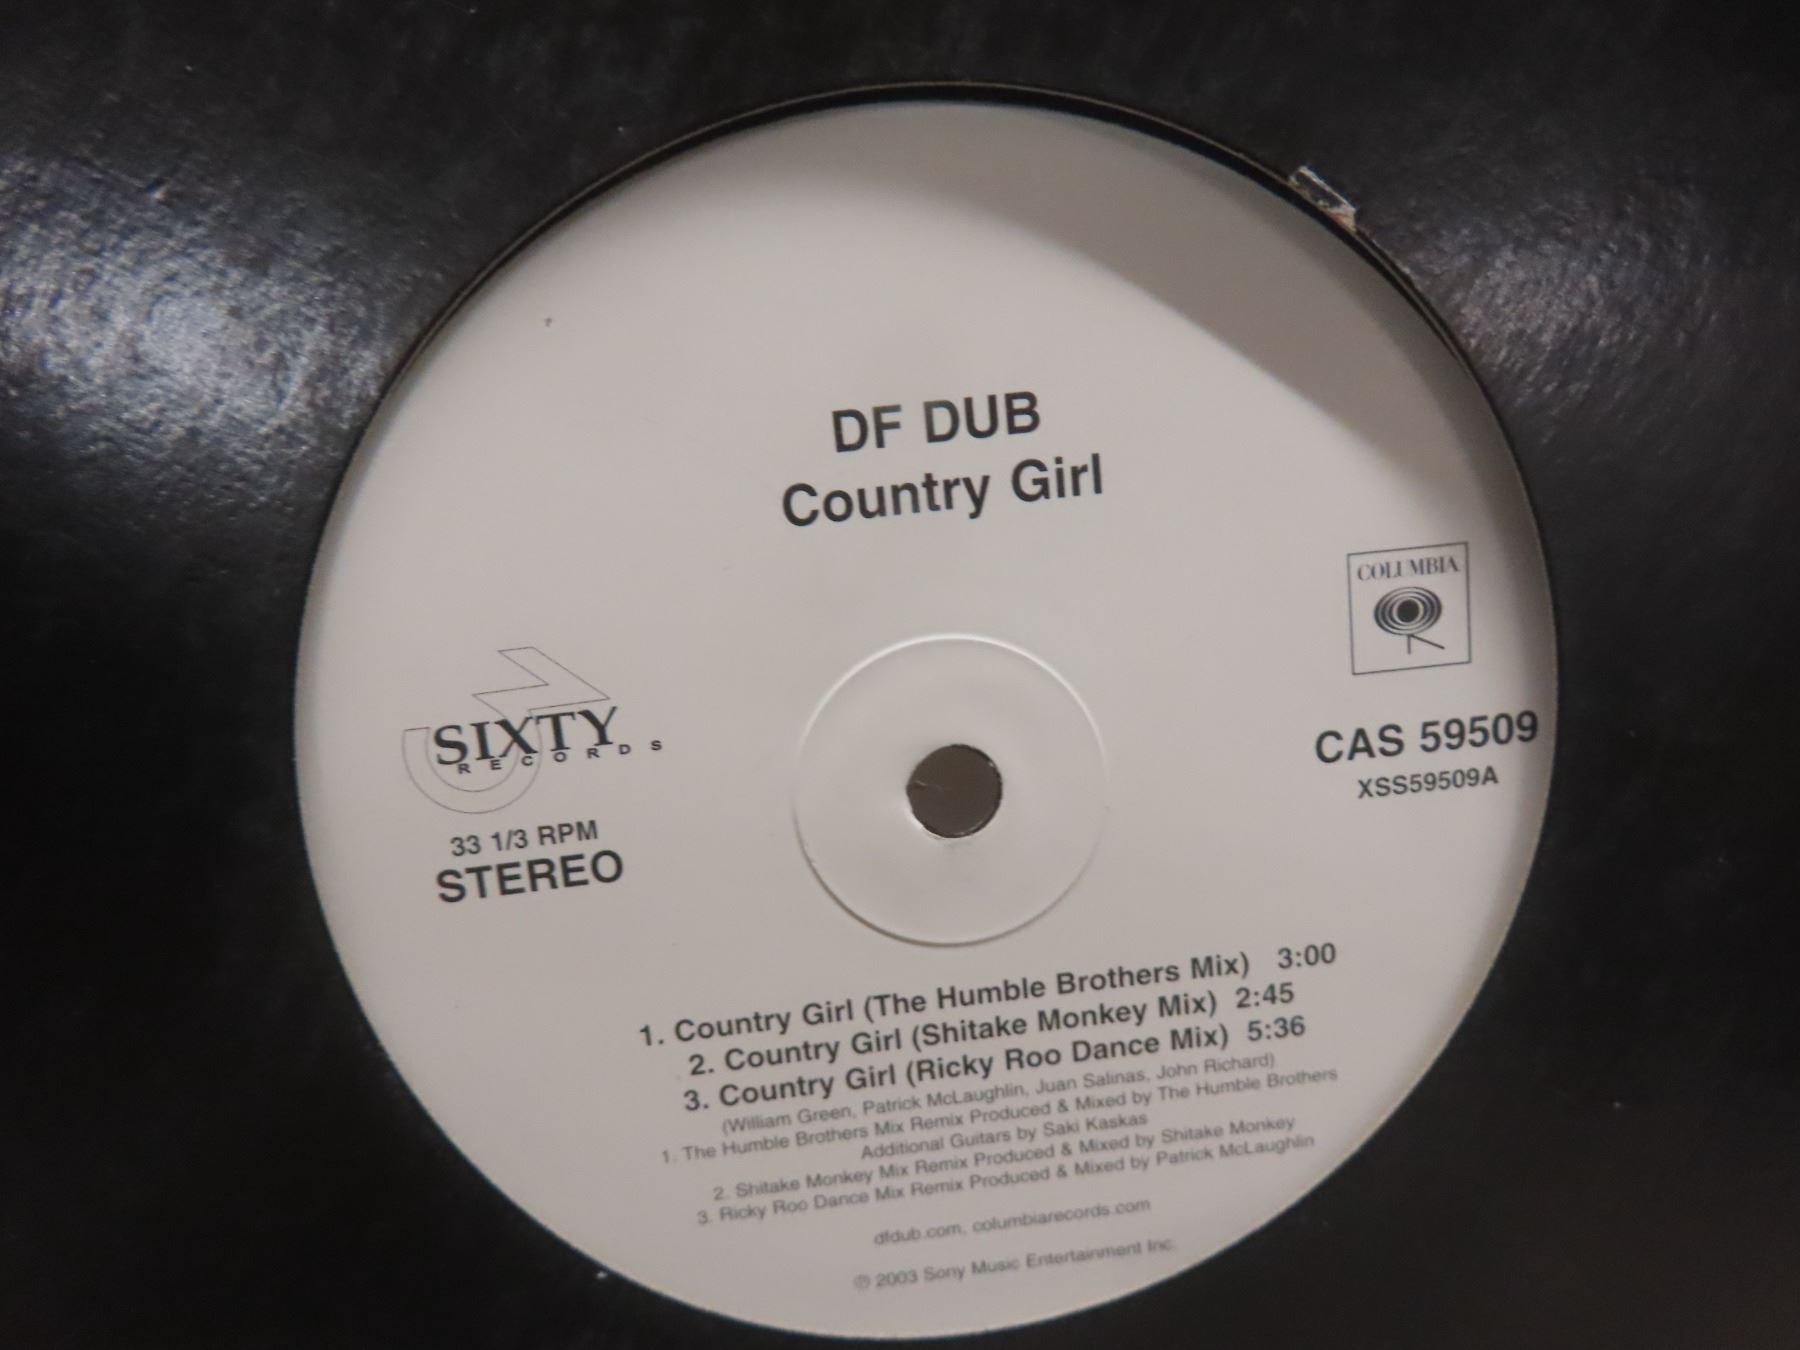 DF DUB
Country Girl
COLUMBIA
SIXTY
RECORDS
CAS 59509
XSS59509A
33 1/3 RPM
STEREO
1. Country Girl (The Humble Brothers Mix) 3:00
2. Country Girl (Shitake Monkey Mix) 2:45
3. Country Girl (Ricky Roo Dance Mix) 5:36
(William Green, Patrick McLaughlin, Juan Salinas, John Richard)
1. The Humble Brothers Mix Remix Produced & Mixed by The Humble Brothers
Additional Guitars by Saki Kaskas
2. Shitake Monkey Mix Remix Produced & Mixed by Shitake Monkey
3. Ricky Roo Dance Mix Remix Produced & Mixed by Patrick McLaughlin
dfdub.com, columbiarecords.com
℗ 2003 Sony Music Entertainment Inc.